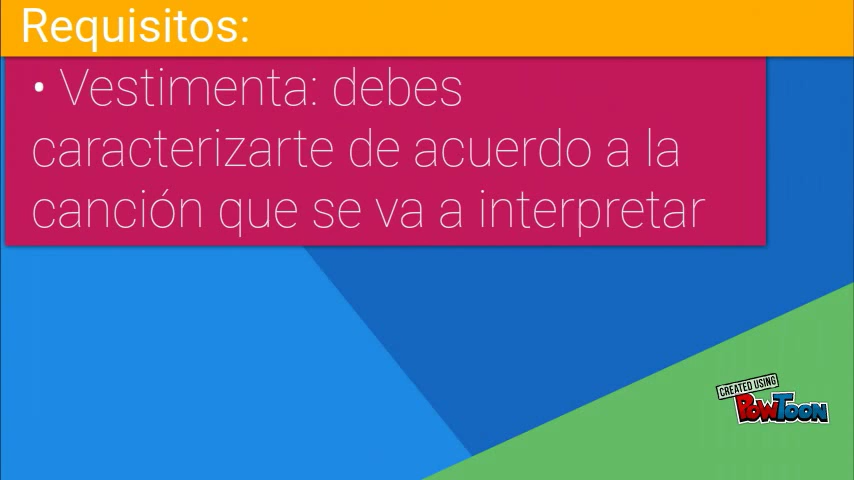 Requisitos:
• Vestimenta: debes
caracterizarte de acuerdo a la
canción que se va a interpretar
CREATED USING
POWTOON